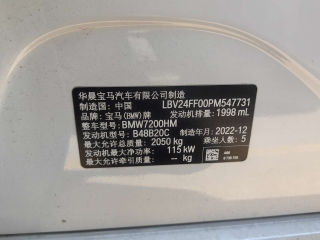 华晨宝马汽车有限公司制造
制造国：中国 LBV24FF00PM547731
品牌：宝马(BMW)牌 发动机排量：1998 mL
整车型号：BMW7200HM
发动机型号：B48B20C 制造年月：2022-12
最大允许总质量：2050 kg 乘坐人数：5
发动机最大净功率：115 kW
最大允许牵引质量：-- kg